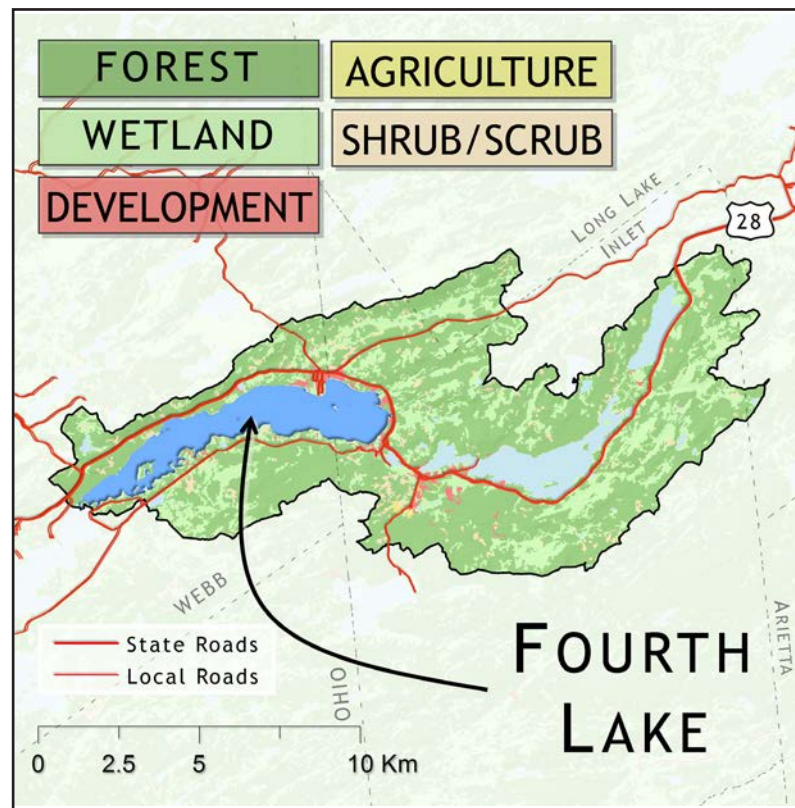 FOREST
AGRICULTURE
WETLAND
SHRUB/SCRUB
DEVELOPMENT
LONG LAKE
INLET
28
WEBB
OHIO
ARIETTA
State Roads
Local Roads
FOURTH
LAKE
0 2.5 5 10 Km